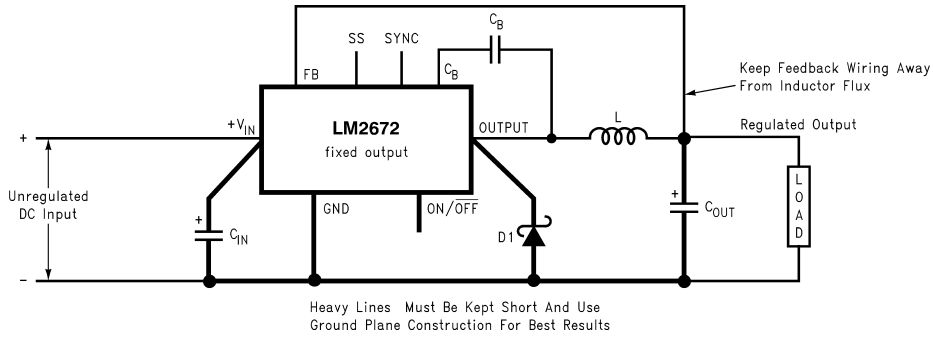 C_B
SS SYNC
FB
C_B
Keep Feedback Wiring Away
From Inductor Flux
+V_IN
LM2672
fixed output
OUTPUT
L
Regulated Output
+
Unregulated
DC Input
−
+
C_IN
GND
ON/O̅F̅F̅
D1
+
C_OUT
LOAD
Heavy Lines Must Be Kept Short And Use
Ground Plane Construction For Best Results